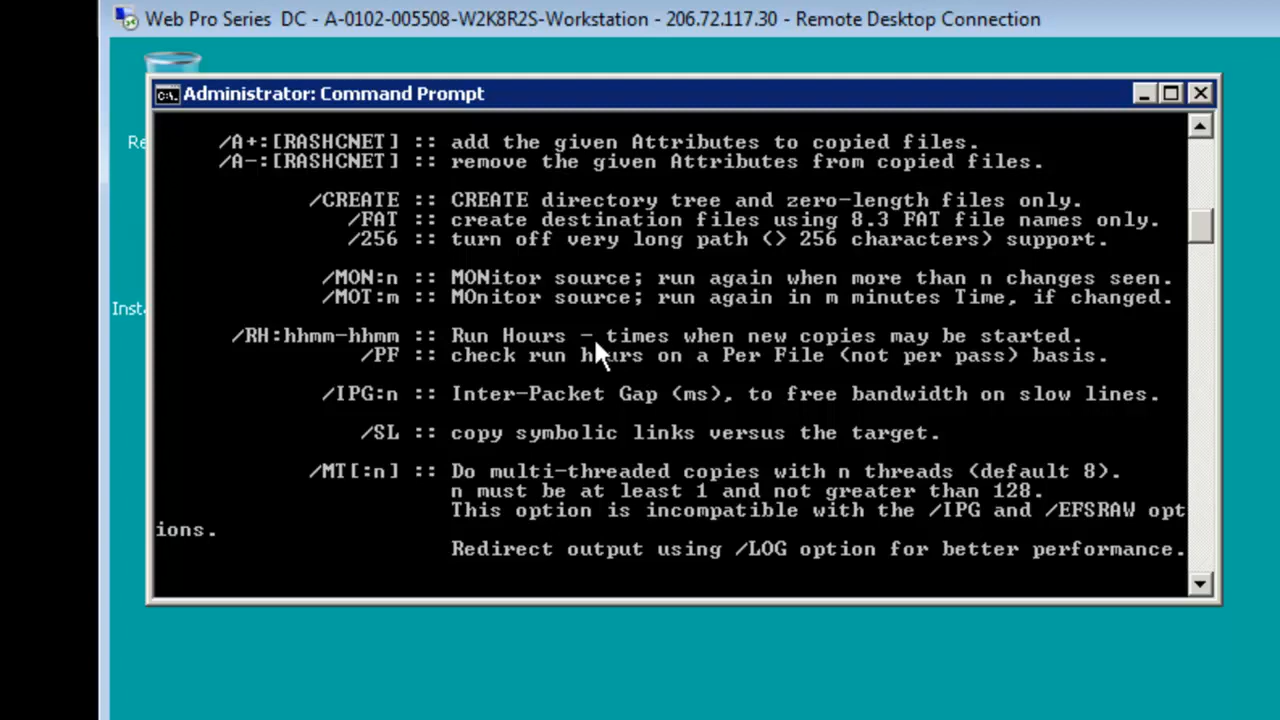 Web Pro Series DC - A-0102-005508-W2K8R2S-Workstation - 206.72.117.30 - Remote Desktop Connection
Administrator: Command Prompt
/A+:[RASHCNET] :: add the given Attributes to copied files.
/A-:[RASHCNET] :: remove the given Attributes from copied files.
/CREATE :: CREATE directory tree and zero-length files only.
/FAT :: create destination files using 8.3 FAT file names only.
/256 :: turn off very long path (> 256 characters) support.
/MON:n :: MONitor source; run again when more than n changes seen.
/MOT:m :: MOnitor source; run again in m minutes Time, if changed.
/RH:hhmm-hhmm :: Run Hours - times when new copies may be started.
/PF :: check run hours on a Per File (not per pass) basis.
/IPG:n :: Inter-Packet Gap (ms), to free bandwidth on slow lines.
/SL :: copy symbolic links versus the target.
/MT[:n] :: Do multi-threaded copies with n threads (default 8).
n must be at least 1 and not greater than 128.
This option is incompatible with the /IPG and /EFSRAW opt
ions.
Redirect output using /LOG option for better performance.
Re
Inst